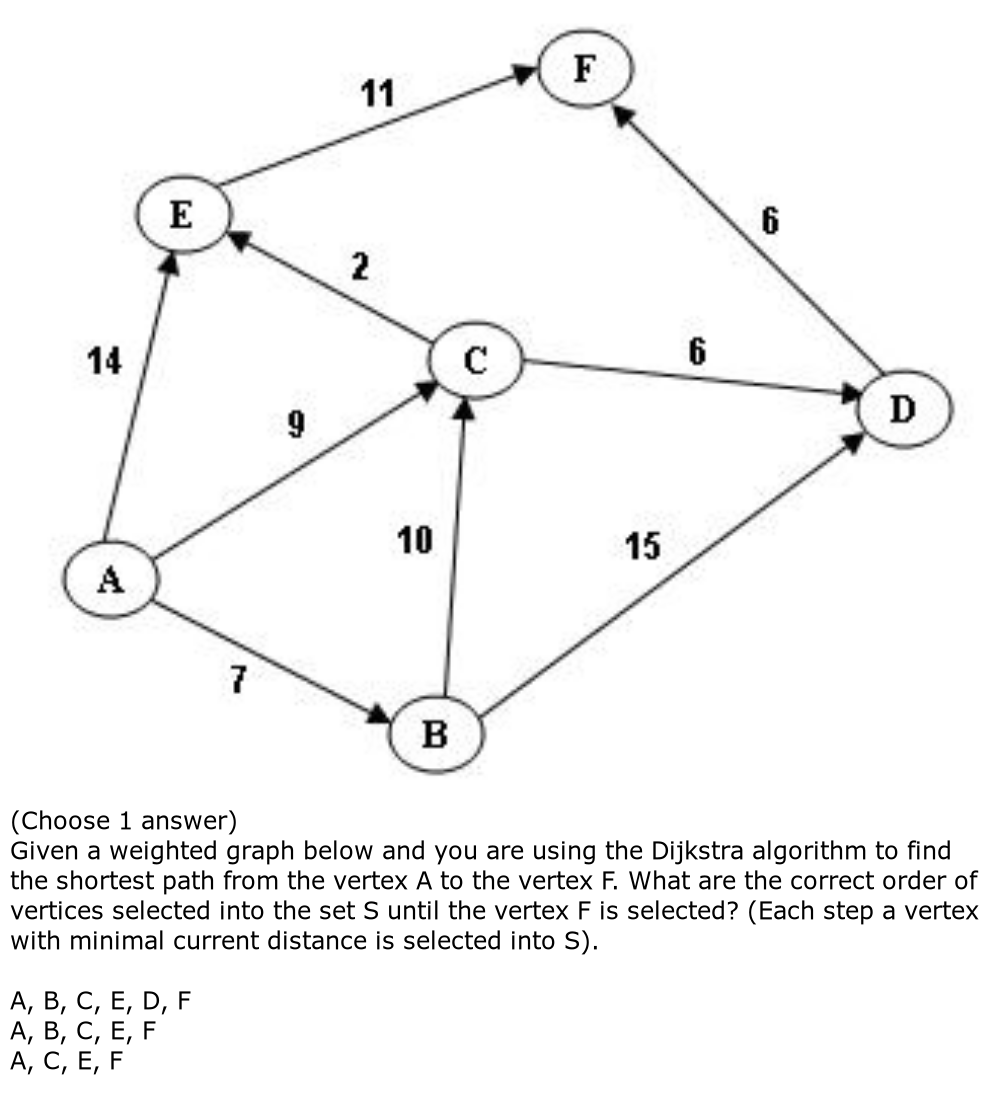 F
11
E
6
2
C
6
14
D
9
10
15
A
7
B
(Choose 1 answer)
Given a weighted graph below and you are using the Dijkstra algorithm to find
the shortest path from the vertex A to the vertex F. What are the correct order of
vertices selected into the set S until the vertex F is selected? (Each step a vertex
with minimal current distance is selected into S).
A, B, C, E, D, F
A, B, C, E, F
A, C, E, F